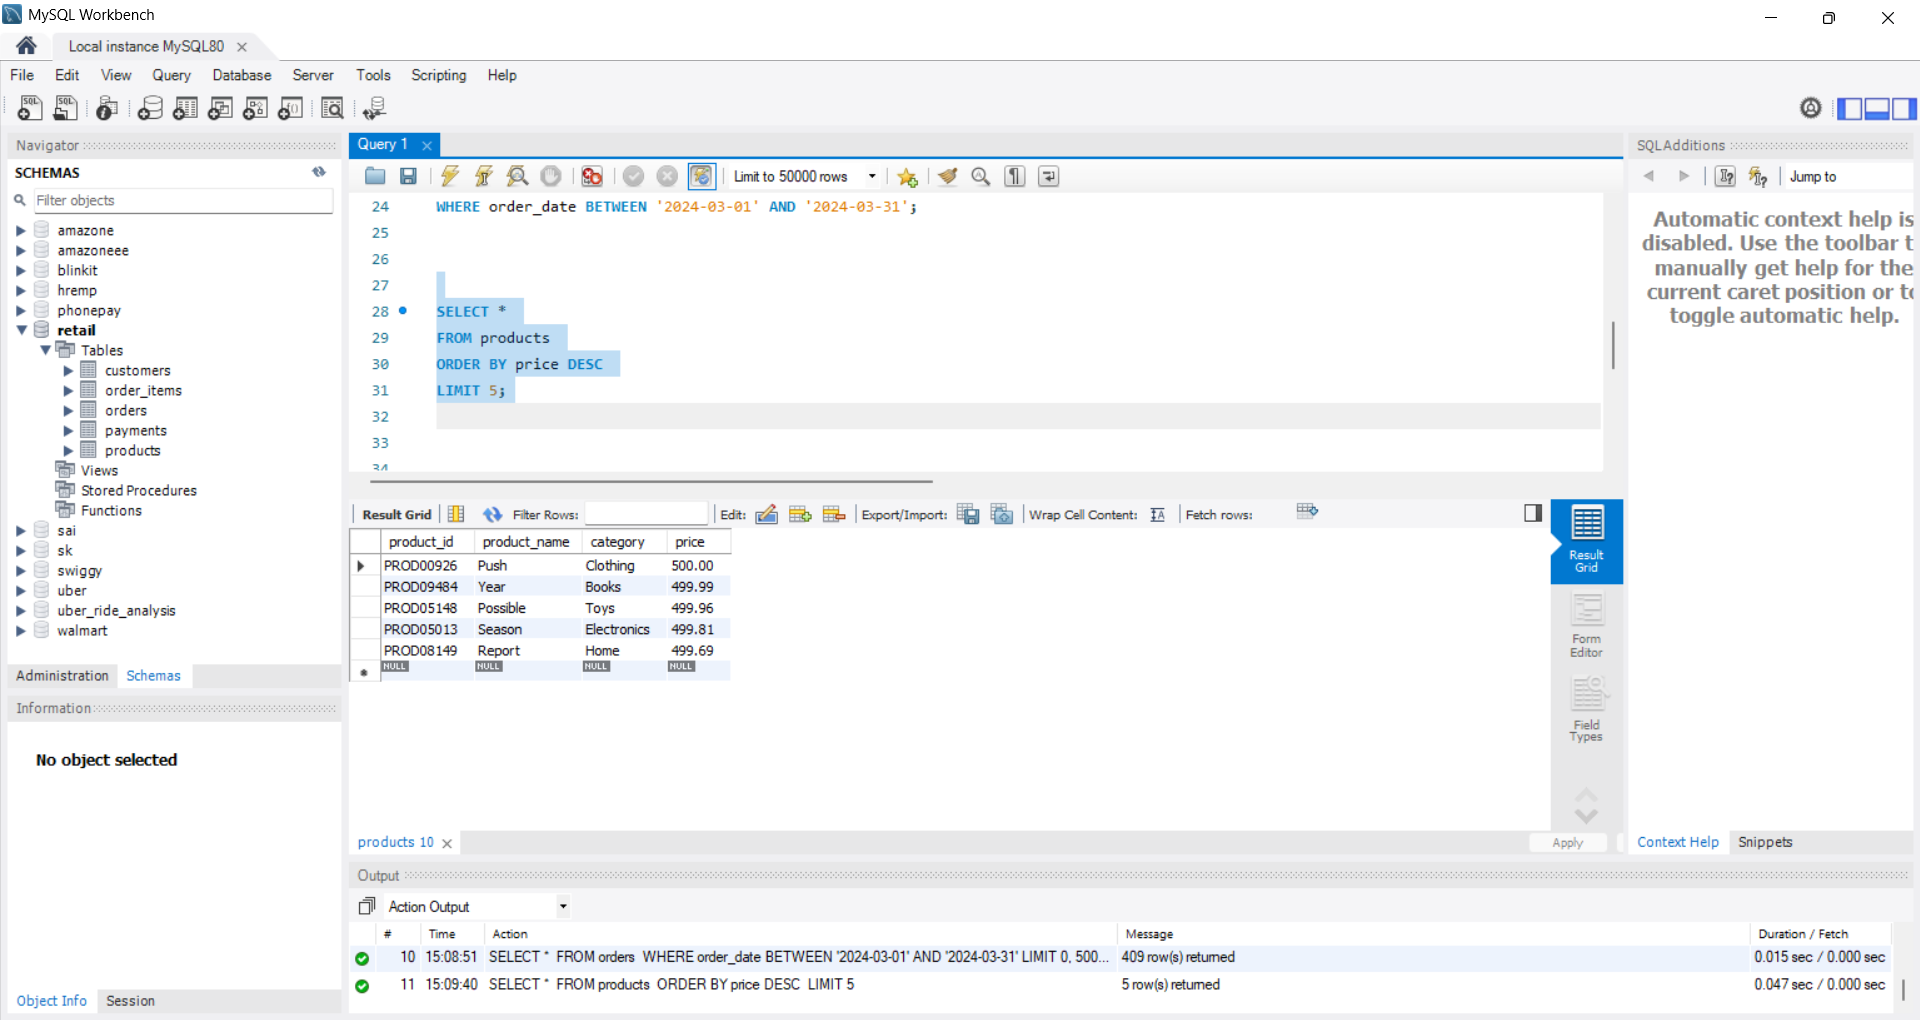 MySQL Workbench
Local instance MySQL80
File Edit View Query Database Server Tools Scripting Help
Navigator
SCHEMAS
Filter objects
amazone
amazoneee
blinkit
hremp
phonepay
retail
Tables
customers
order_items
orders
payments
products
Views
Stored Procedures
Functions
sai
sk
swiggy
uber
uber_ride_analysis
walmart
Administration Schemas
Information
No object selected
Object Info Session
Query 1
Limit to 50000 rows
24 WHERE order_date BETWEEN '2024-03-01' AND '2024-03-31';
25
26
27
28 SELECT *
29 FROM products
30 ORDER BY price DESC
31 LIMIT 5;
32
33
34
Result Grid Filter Rows: Edit: Export/Import: Wrap Cell Content: Fetch rows:
product_id product_name category price
PROD00926 Push Clothing 500.00
PROD09484 Year Books 499.99
PROD05148 Possible Toys 499.96
PROD05013 Season Electronics 499.81
PROD08149 Report Home 499.69
NULL NULL NULL NULL
Result
Grid
Form
Editor
Field
Types
products 10
Apply
SQLAdditions
Jump to
Automatic context help is
disabled. Use the toolbar t
manually get help for the
current caret position or to
toggle automatic help.
Context Help Snippets
Output
Action Output
# Time Action Message Duration / Fetch
10 15:08:51 SELECT * FROM orders WHERE order_date BETWEEN '2024-03-01' AND '2024-03-31' LIMIT 0, 500... 409 row(s) returned 0.015 sec / 0.000 sec
11 15:09:40 SELECT * FROM products ORDER BY price DESC LIMIT 5 5 row(s) returned 0.047 sec / 0.000 sec